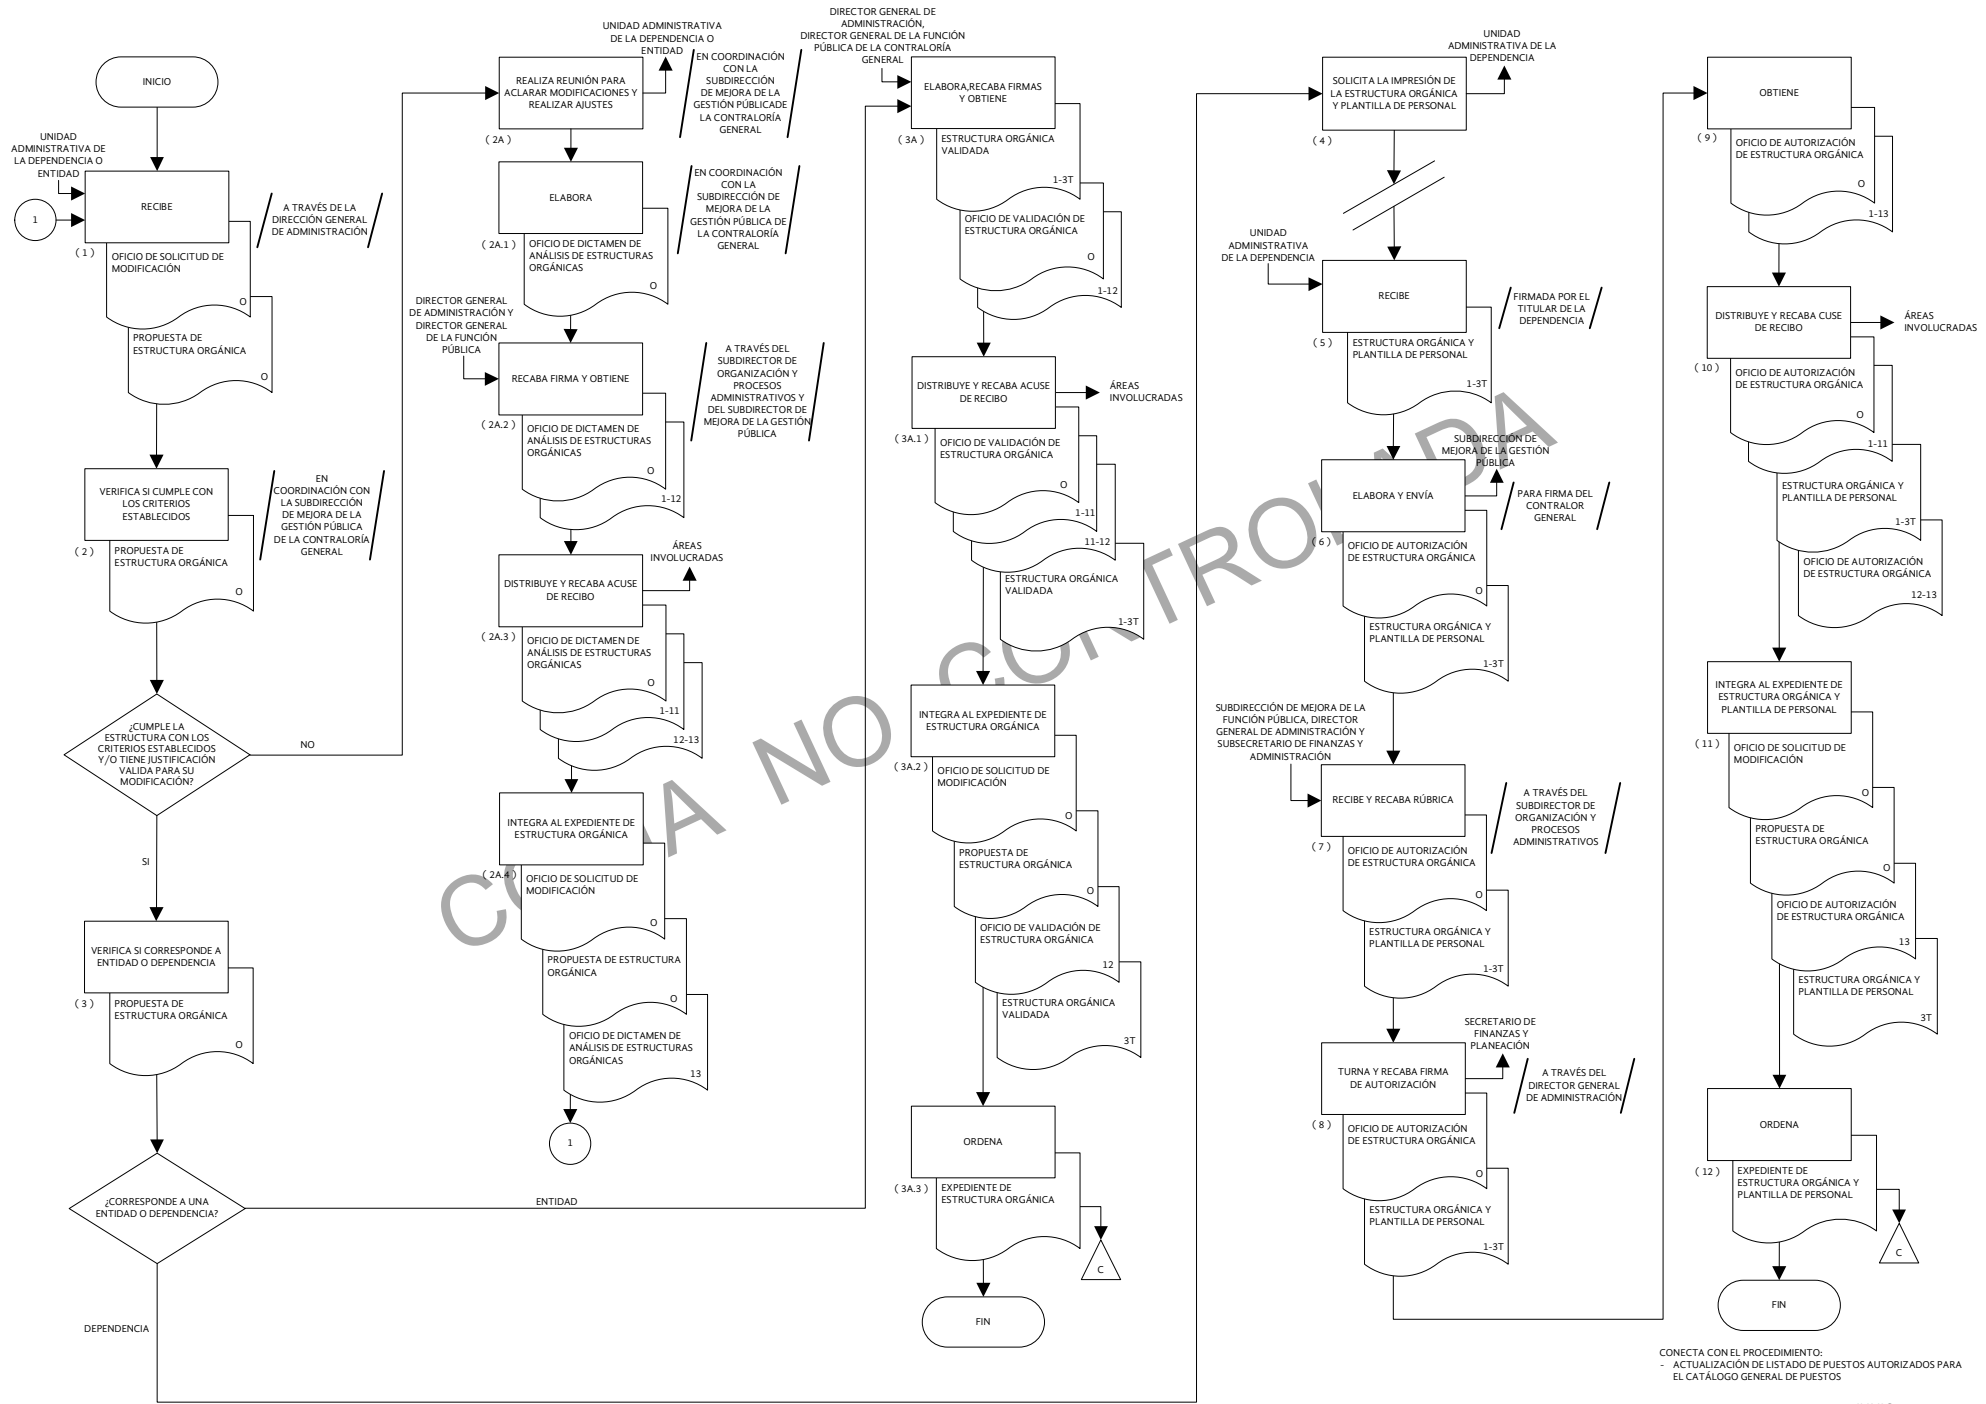 INICIO
UNIDAD
ADMINISTRATIVA DE
LA DEPENDENCIA O
ENTIDAD
1
RECIBE
A TRAVÉS DE LA
DIRECCIÓN GENERAL
DE ADMINISTRACIÓN
( 1 )
OFICIO DE SOLICITUD DE
MODIFICACIÓN
O
PROPUESTA DE
ESTRUCTURA ORGÁNICA
O
VERIFICA SI CUMPLE CON
LOS CRITERIOS
ESTABLECIDOS
EN
COORDINACIÓN CON
LA SUBDIRECCIÓN
DE MEJORA DE LA
GESTIÓN PÚBLICA
DE LA CONTRALORÍA
GENERAL
( 2 )
PROPUESTA DE
ESTRUCTURA ORGÁNICA
O
¿CUMPLE LA
ESTRUCTURA CON LOS
CRITERIOS ESTABLECIDOS
Y/O TIENE JUSTIFICACIÓN
VALIDA PARA SU
MODIFICACIÓN?
NO
SI
VERIFICA SI CORRESPONDE A
ENTIDAD O DEPENDENCIA
( 3 )
PROPUESTA DE
ESTRUCTURA ORGÁNICA
O
¿CORRESPONDE A UNA
ENTIDAD O DEPENDENCIA?
ENTIDAD
DEPENDENCIA
UNIDAD ADMINISTRATIVA
DE LA DEPENDENCIA O
ENTIDAD
REALIZA REUNIÓN PARA
ACLARAR MODIFICACIONES Y
REALIZAR AJUSTES
EN COORDINACIÓN
CON LA
SUBDIRECCIÓN
DE MEJORA DE LA
GESTIÓN PÚBLICADE
LA CONTRALORÍA
GENERAL
( 2A )
ELABORA
EN COORDINACIÓN
CON LA
SUBDIRECCIÓN DE
MEJORA DE LA
GESTIÓN PÚBLICA DE
LA CONTRALORÍA
GENERAL
( 2A.1 )
OFICIO DE DICTAMEN DE
ANÁLISIS DE ESTRUCTURAS
ORGÁNICAS
O
DIRECTOR GENERAL
DE ADMINISTRACIÓN Y
DIRECTOR GENERAL
DE LA FUNCIÓN
PÚBLICA
RECABA FIRMA Y OBTIENE
A TRAVÉS DEL
SUBDIRECTOR DE
ORGANIZACIÓN Y
PROCESOS
ADMINISTRATIVOS Y
DEL SUBDIRECTOR DE
MEJORA DE LA GESTIÓN
PÚBLICA
( 2A.2 )
OFICIO DE DICTAMEN DE
ANÁLISIS DE ESTRUCTURAS
ORGÁNICAS
O
1-12
ÁREAS
INVOLUCRADAS
DISTRIBUYE Y RECABA ACUSE
DE RECIBO
( 2A.3 )
OFICIO DE DICTAMEN DE
ANÁLISIS DE ESTRUCTURAS
ORGÁNICAS
O
1-11
12-13
INTEGRA AL EXPEDIENTE DE
ESTRUCTURA ORGÁNICA
( 2A.4 )
OFICIO DE SOLICITUD DE
MODIFICACIÓN
O
PROPUESTA DE ESTRUCTURA
ORGÁNICA
O
OFICIO DE DICTAMEN DE
ANÁLISIS DE ESTRUCTURAS
ORGÁNICAS
13
1
DIRECTOR GENERAL DE
ADMINISTRACIÓN,
DIRECTOR GENERAL DE LA FUNCIÓN
PÚBLICA DE LA CONTRALORÍA
GENERAL
ELABORA,RECABA FIRMAS
Y OBTIENE
( 3A )
ESTRUCTURA ORGÁNICA
VALIDADA
1-3T
OFICIO DE VALIDACIÓN DE
ESTRUCTURA ORGÁNICA
O
1-12
DISTRIBUYE Y RECABA ACUSE
DE RECIBO
ÁREAS
INVOLUCRADAS
( 3A.1 )
OFICIO DE VALIDACIÓN DE
ESTRUCTURA ORGÁNICA
O
1-11
11-12
ESTRUCTURA ORGÁNICA
VALIDADA
1-3T
INTEGRA AL EXPEDIENTE DE
ESTRUCTURA ORGÁNICA
( 3A.2 )
OFICIO DE SOLICITUD DE
MODIFICACIÓN
O
PROPUESTA DE
ESTRUCTURA ORGÁNICA
O
OFICIO DE VALIDACIÓN DE
ESTRUCTURA ORGÁNICA
12
ESTRUCTURA ORGÁNICA
VALIDADA
3T
ORDENA
( 3A.3 )
EXPEDIENTE DE
ESTRUCTURA ORGÁNICA
C
FIN
UNIDAD
ADMINISTRATIVA DE LA
DEPENDENCIA
SOLICITA LA IMPRESIÓN DE
LA ESTRUCTURA ORGÁNICA
Y PLANTILLA DE PERSONAL
( 4 )
UNIDAD
ADMINISTRATIVA
DE LA DEPENDENCIA
RECIBE
FIRMADA POR EL
TITULAR DE LA
DEPENDENCIA
( 5 )
ESTRUCTURA ORGÁNICA Y
PLANTILLA DE PERSONAL
1-3T
SUBDIRECCIÓN DE
MEJORA DE LA GESTIÓN
PÚBLICA
ELABORA Y ENVÍA
PARA FIRMA DEL
CONTRALOR
GENERAL
( 6 )
OFICIO DE AUTORIZACIÓN
DE ESTRUCTURA ORGÁNICA
O
ESTRUCTURA ORGÁNICA Y
PLANTILLA DE PERSONAL
1-3T
SUBDIRECCIÓN DE MEJORA DE LA
FUNCIÓN PÚBLICA, DIRECTOR
GENERAL DE ADMINISTRACIÓN Y
SUBSECRETARIO DE FINANZAS Y
ADMINISTRACIÓN
RECIBE Y RECABA RÚBRICA
A TRAVÉS DEL
SUBDIRECTOR DE
ORGANIZACIÓN Y
PROCESOS
ADMINISTRATIVOS
( 7 )
OFICIO DE AUTORIZACIÓN
DE ESTRUCTURA ORGÁNICA
O
ESTRUCTURA ORGÁNICA Y
PLANTILLA DE PERSONAL
1-3T
SECRETARIO DE
FINANZAS Y
PLANEACIÓN
TURNA Y RECABA FIRMA
DE AUTORIZACIÓN
A TRAVÉS DEL
DIRECTOR GENERAL
DE ADMINISTRACIÓN
( 8 )
OFICIO DE AUTORIZACIÓN
DE ESTRUCTURA ORGÁNICA
O
ESTRUCTURA ORGÁNICA Y
PLANTILLA DE PERSONAL
1-3T
OBTIENE
( 9 )
OFICIO DE AUTORIZACIÓN
DE ESTRUCTURA ORGÁNICA
O
1-13
DISTRIBUYE Y RECABA CUSE
DE RECIBO
ÁREAS
INVOLUCRADAS
( 10 )
OFICIO DE AUTORIZACIÓN
DE ESTRUCTURA ORGÁNICA
O
1-11
ESTRUCTURA ORGÁNICA Y
PLANTILLA DE PERSONAL
1-3T
OFICIO DE AUTORIZACIÓN
DE ESTRUCTURA ORGÁNICA
12-13
INTEGRA AL EXPEDIENTE DE
ESTRUCTURA ORGÁNICA Y
PLANTILLA DE PERSONAL
( 11 )
OFICIO DE SOLICITUD DE
MODIFICACIÓN
O
PROPUESTA DE
ESTRUCTURA ORGÁNICA
O
OFICIO DE AUTORIZACIÓN
DE ESTRUCTURA ORGÁNICA
13
ESTRUCTURA ORGÁNICA Y
PLANTILLA DE PERSONAL
3T
ORDENA
( 12 )
EXPEDIENTE DE
ESTRUCTURA ORGÁNICA Y
PLANTILLA DE PERSONAL
C
FIN
CONECTA CON EL PROCEDIMIENTO:
- ACTUALIZACIÓN DE LISTADO DE PUESTOS AUTORIZADOS PARA
EL CATÁLOGO GENERAL DE PUESTOS
COPIA NO CONTROLADA